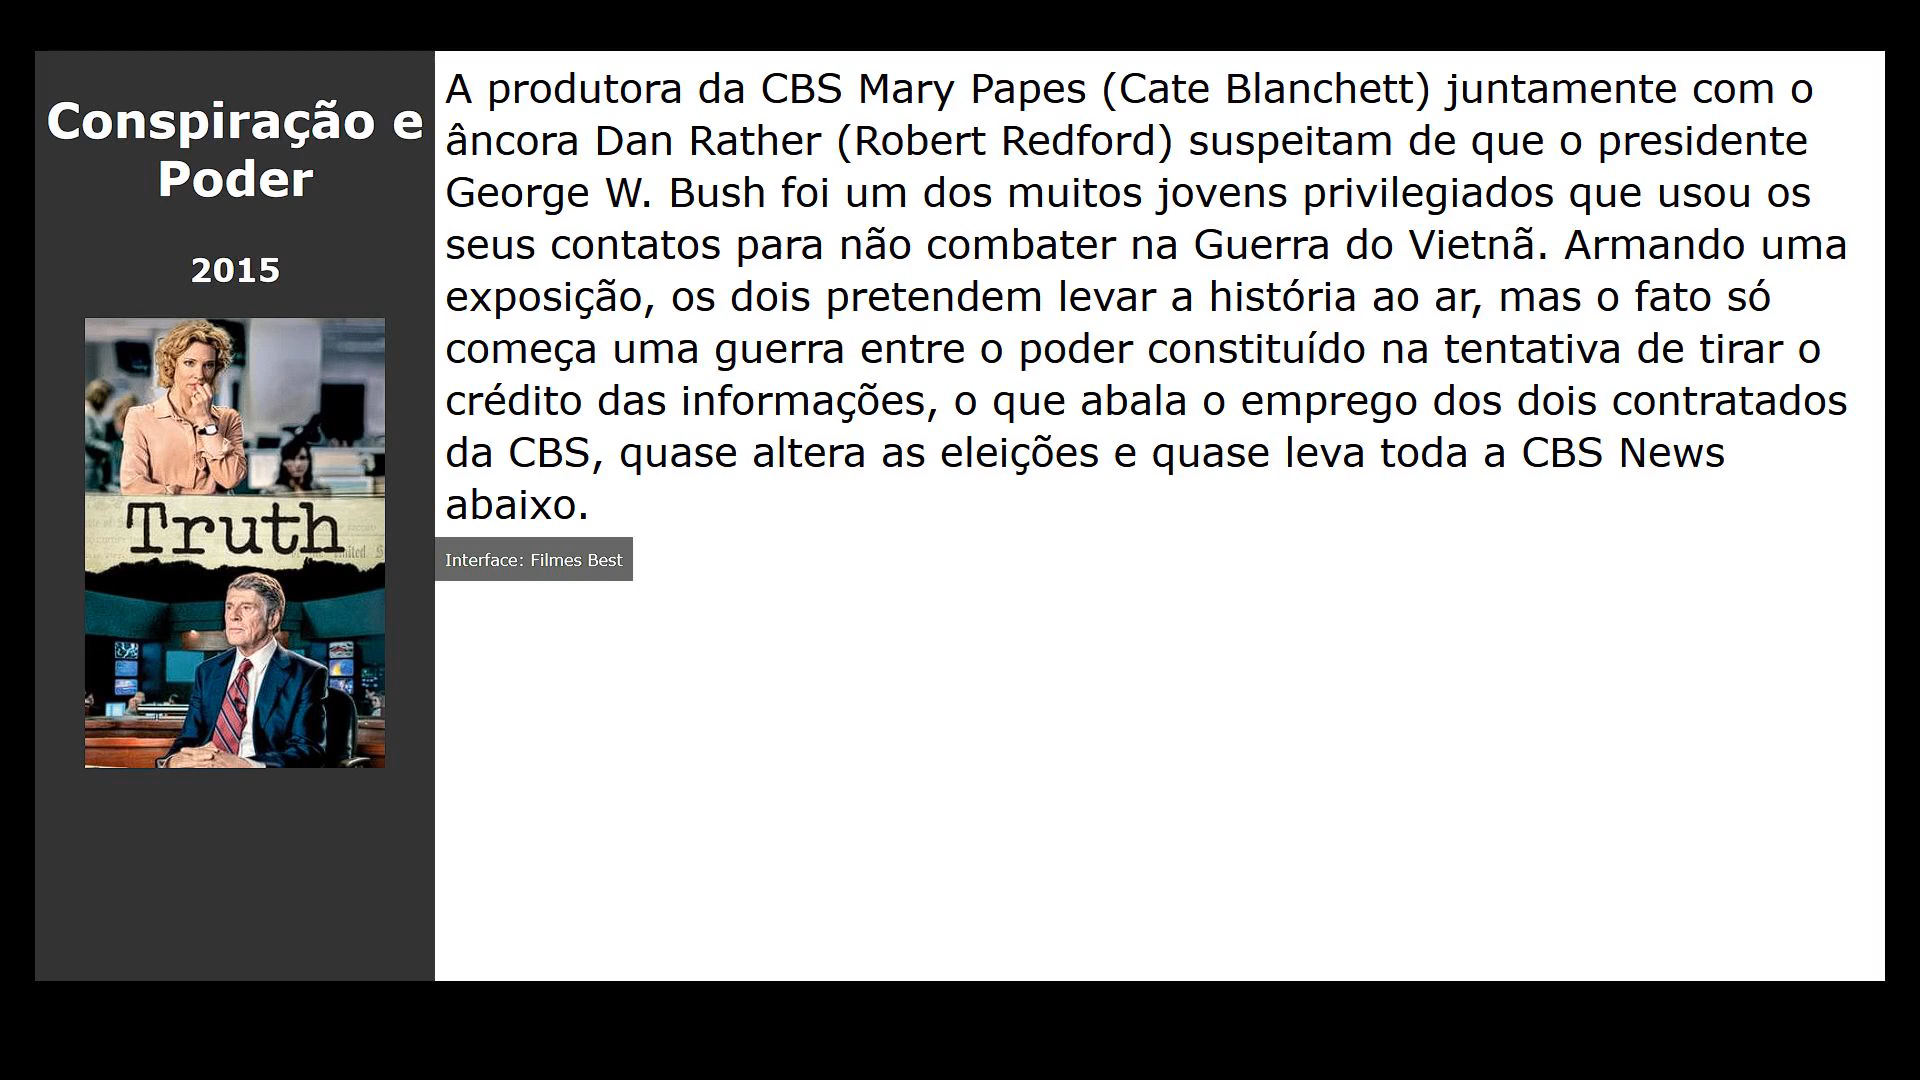 Conspiração e
Poder
2015
Truth
A produtora da CBS Mary Papes (Cate Blanchett) juntamente com o
âncora Dan Rather (Robert Redford) suspeitam de que o presidente
George W. Bush foi um dos muitos jovens privilegiados que usou os
seus contatos para não combater na Guerra do Vietnã. Armando uma
exposição, os dois pretendem levar a história ao ar, mas o fato só
começa uma guerra entre o poder constituído na tentativa de tirar o
crédito das informações, o que abala o emprego dos dois contratados
da CBS, quase altera as eleições e quase leva toda a CBS News
abaixo.
Interface: Filmes Best